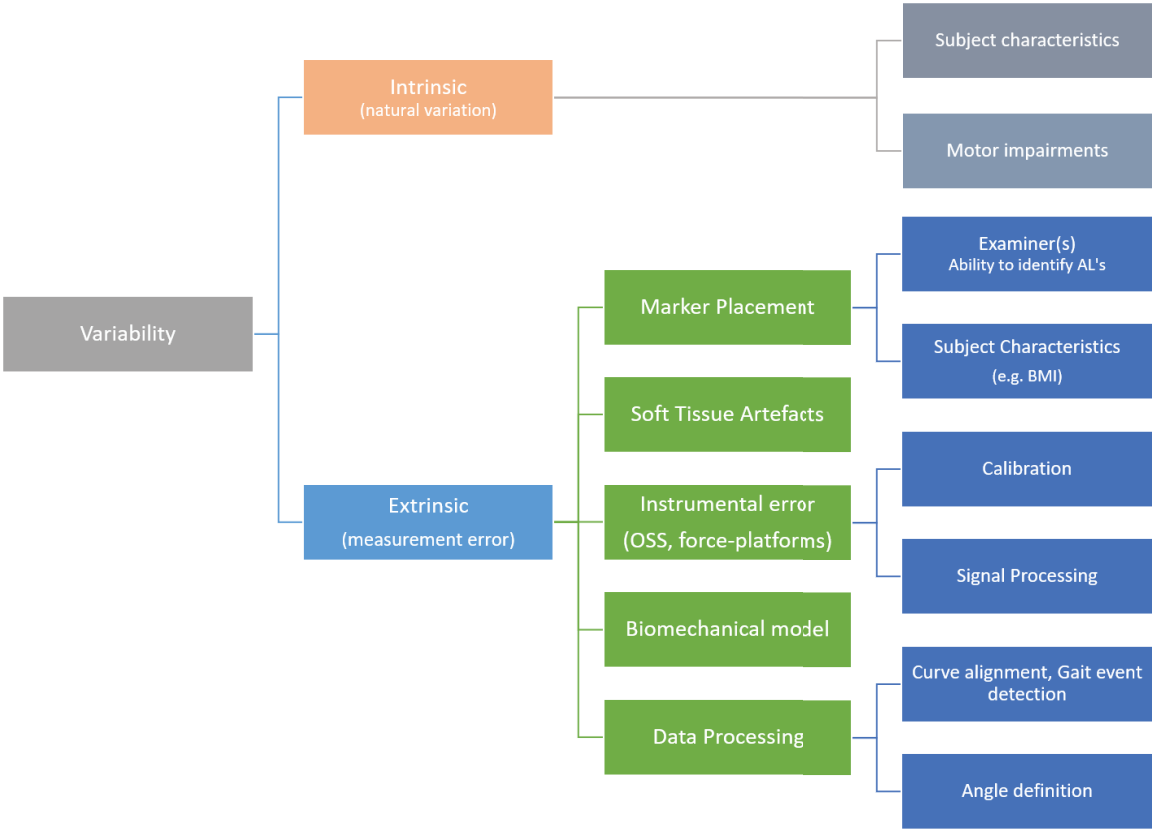 Subject characteristics
Intrinsic
(natural variation)
Motor impairments
Examiner(s)
Ability to identify AL's
Marker Placement
Variability
Subject Characteristics
(e.g. BMI)
Soft Tissue Artefacts
Calibration
Extrinsic
(measurement error)
Instrumental error
(OSS, force-platforms)
Signal Processing
Biomechanical model
Curve alignment, Gait event
detection
Data Processing
Angle definition